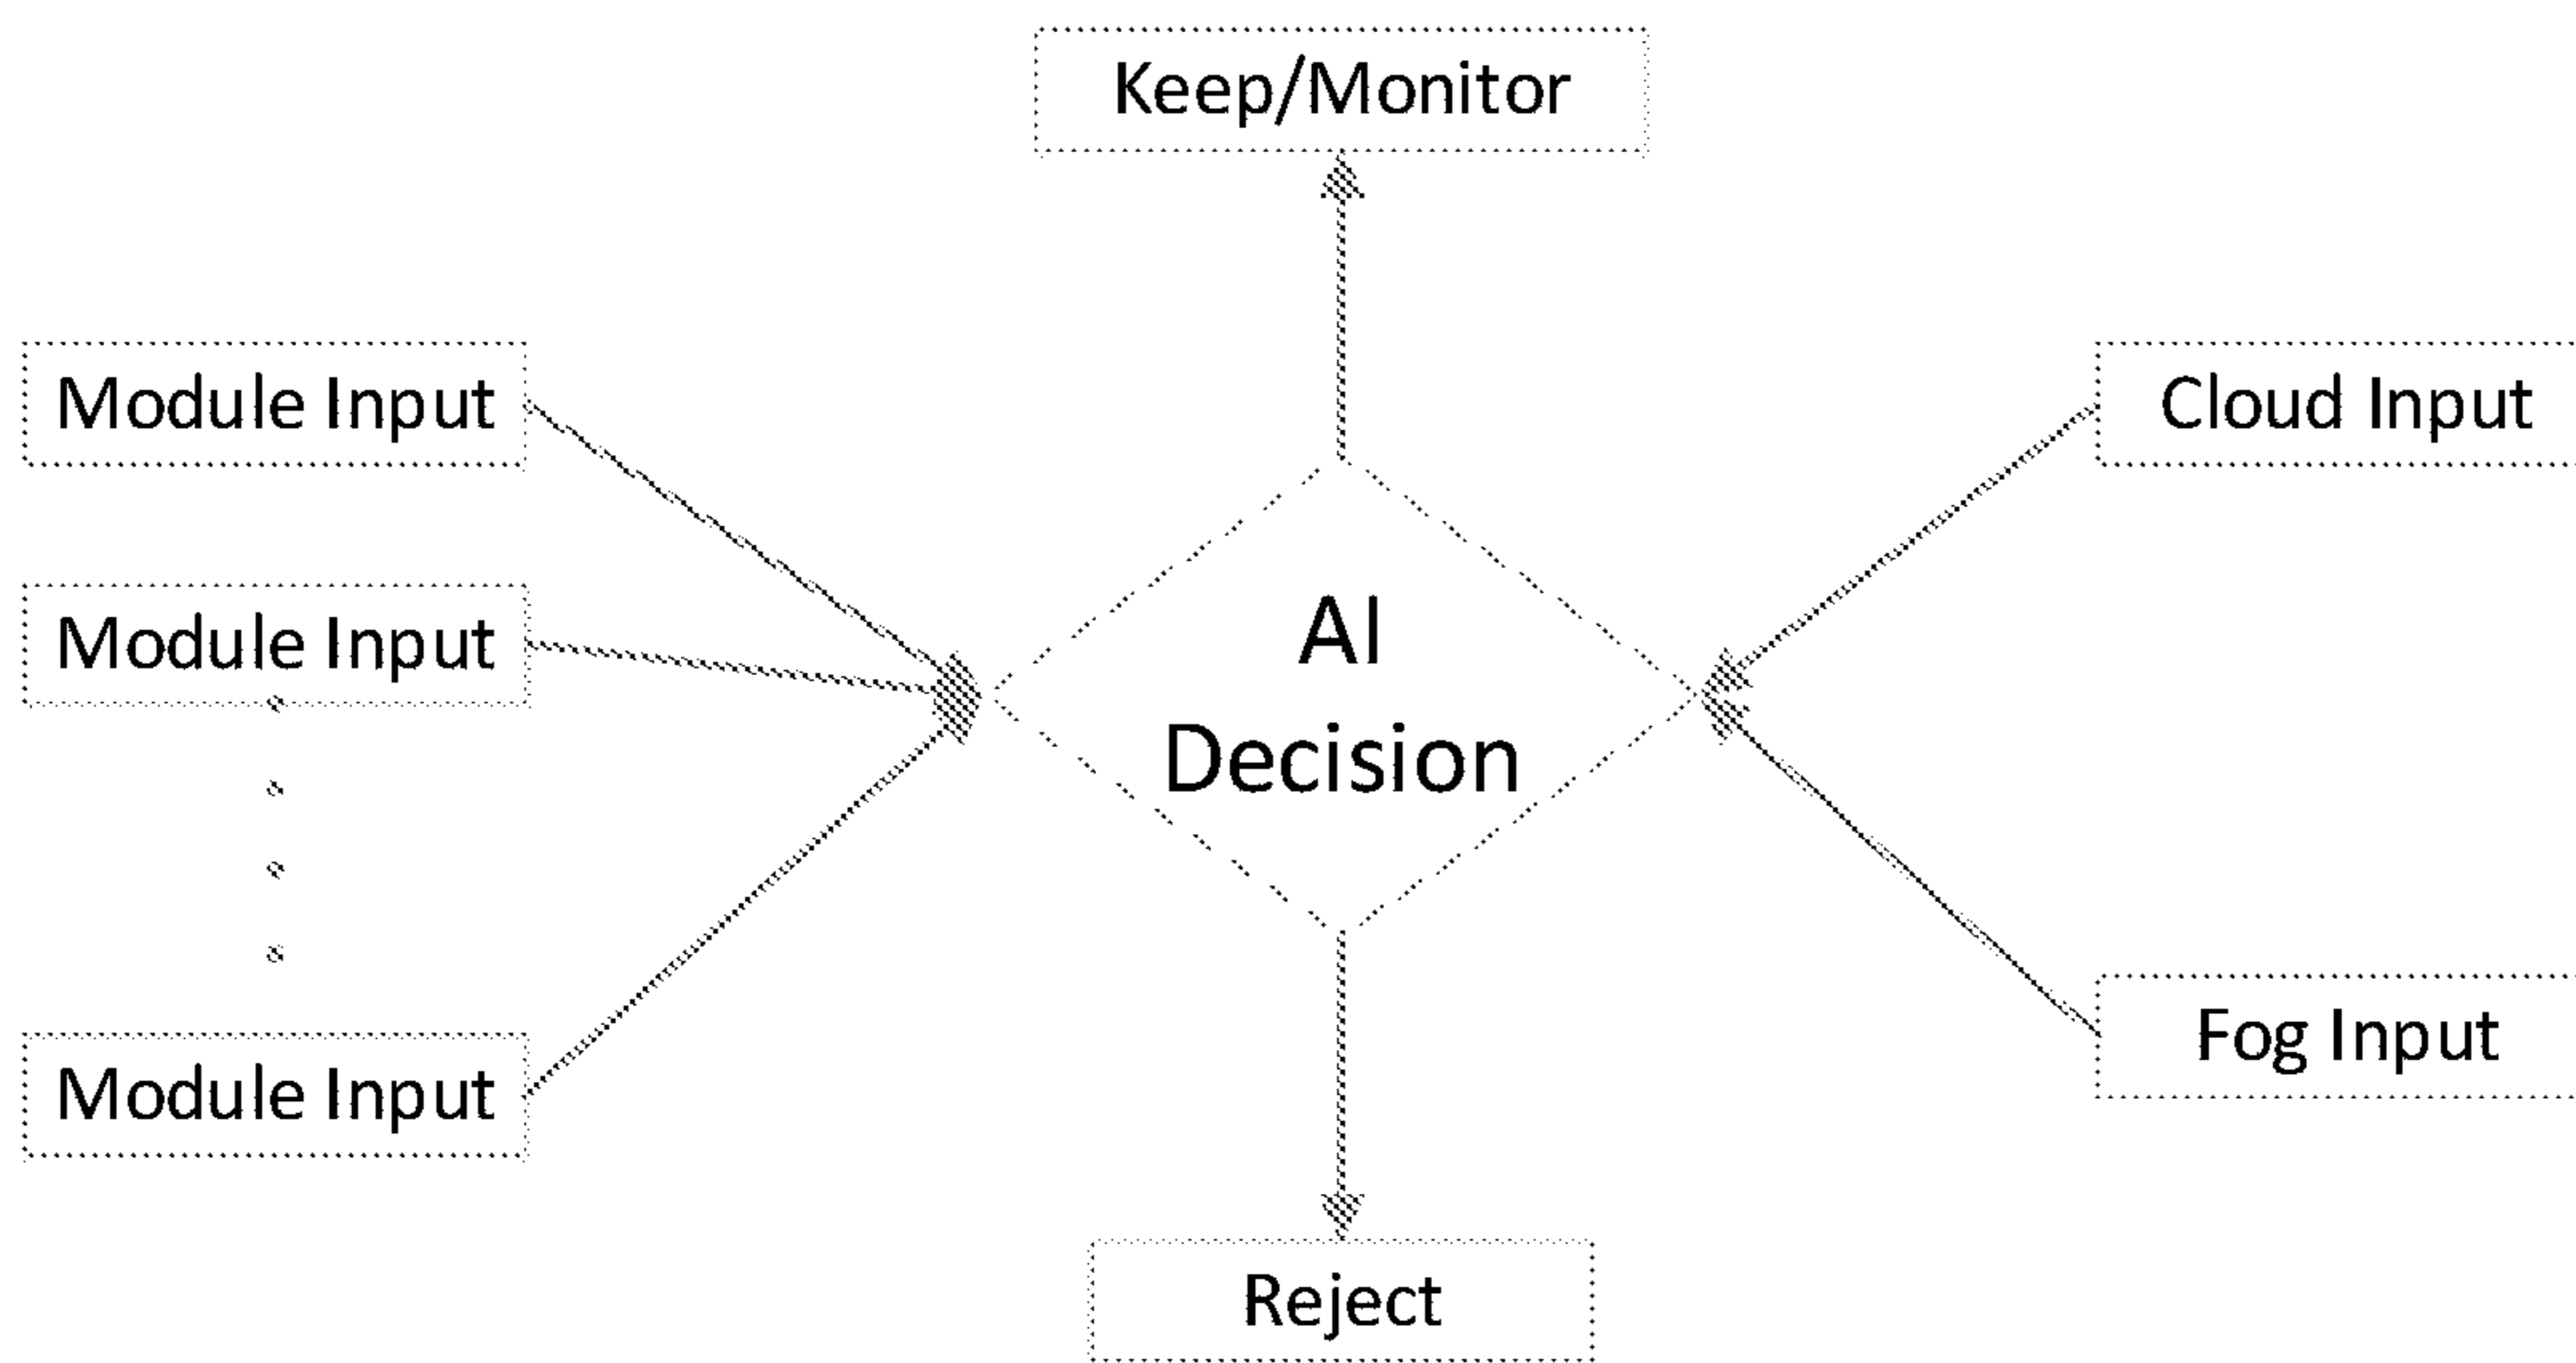 Keep/Monitor
Module Input
Cloud Input
Module Input
AI
Decision
Module Input
Fog Input
Reject